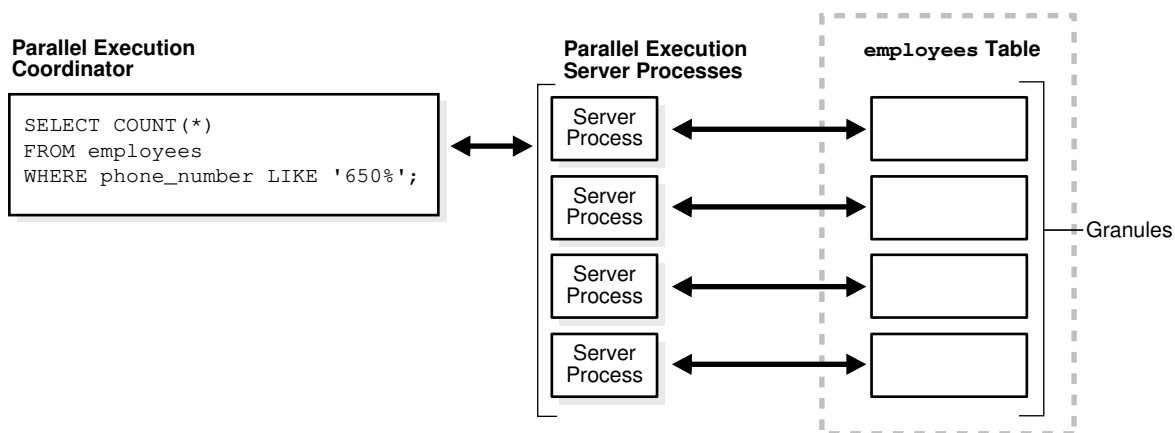 Parallel Execution
Coordinator
SELECT COUNT(*)
FROM employees
WHERE phone_number LIKE '650%';
Parallel Execution
Server Processes
Server
Process
Server
Process
Server
Process
Server
Process
employees Table
Granules